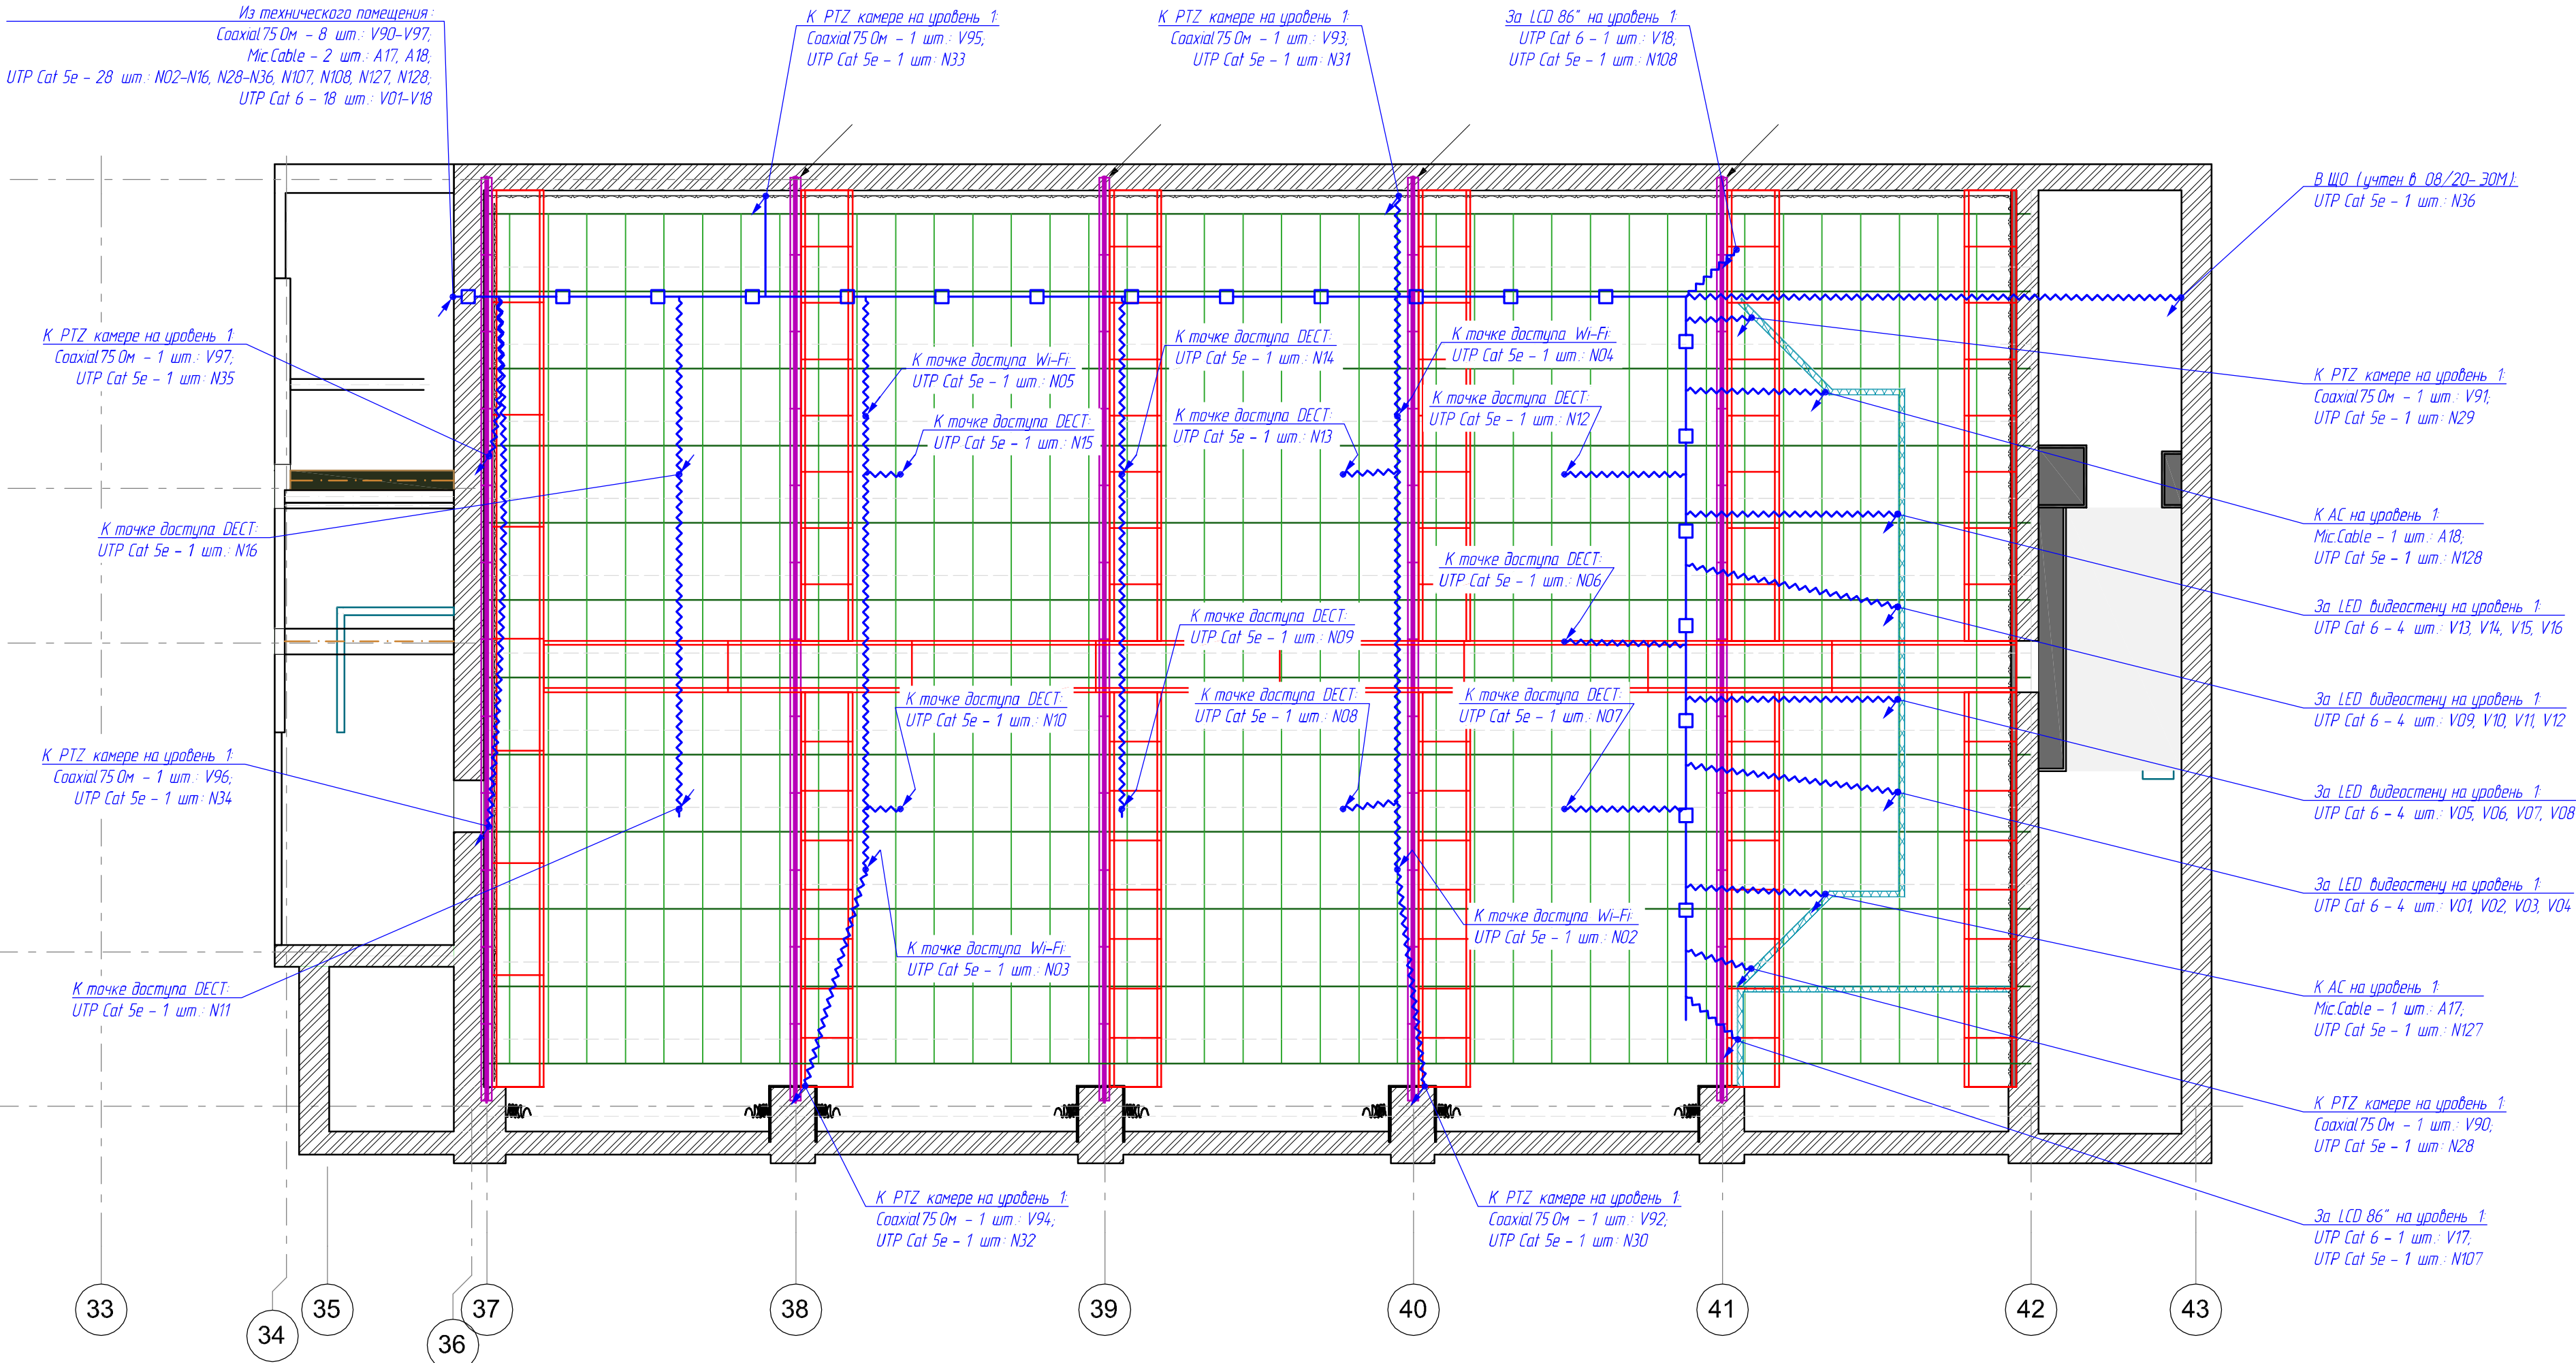 Из технического помещения:
Coaxial 75 Ом - 8 шт.: V90-V97;
Mic.Cable - 2 шт.: A17, A18;
UTP Cat 5e - 28 шт.: N02-N16, N28-N36, N107, N108, N127, N128;
UTP Cat 6 - 18 шт.: V01-V18
К PTZ камере на уровень 1:
Coaxial 75 Ом - 1 шт.: V95;
UTP Cat 5e - 1 шт: N33
К PTZ камере на уровень 1:
Coaxial 75 Ом - 1 шт.: V93;
UTP Cat 5e - 1 шт: N31
За LCD 86" на уровень 1:
UTP Cat 6 - 1 шт.: V18;
UTP Cat 5e - 1 шт.: N108
В ЩО (учтен в 08/20-ЭОМ):
UTP Cat 5e - 1 шт.: N36
К PTZ камере на уровень 1:
Coaxial 75 Ом - 1 шт.: V97;
UTP Cat 5e - 1 шт: N35
К точке доступа Wi-Fi:
UTP Cat 5e - 1 шт.: N05
К точке доступа DECT:
UTP Cat 5e - 1 шт.: N15
К точке доступа DECT:
UTP Cat 5e - 1 шт.: N14
К точке доступа DECT:
UTP Cat 5e - 1 шт.: N13
К точке доступа Wi-Fi:
UTP Cat 5e - 1 шт.: N04
К точке доступа DECT:
UTP Cat 5e - 1 шт.: N12
К PTZ камере на уровень 1:
Coaxial 75 Ом - 1 шт.: V91;
UTP Cat 5e - 1 шт.: N29
К точке доступа DECT:
UTP Cat 5e - 1 шт.: N16
К точке доступа DECT:
UTP Cat 5e - 1 шт.: N06
К АС на уровень 1:
Mic.Cable - 1 шт.: A18;
UTP Cat 5e - 1 шт.: N128
К точке доступа DECT:
UTP Cat 5e - 1 шт.: N09
За LED видеостену на уровень 1:
UTP Cat 6 - 4 шт.: V13, V14, V15, V16
К точке доступа DECT:
UTP Cat 5e - 1 шт.: N10
К точке доступа DECT:
UTP Cat 5e - 1 шт.: N08
К точке доступа DECT:
UTP Cat 5e - 1 шт.: N07
За LED видеостену на уровень 1:
UTP Cat 6 - 4 шт.: V09, V10, V11, V12
К PTZ камере на уровень 1:
Coaxial 75 Ом - 1 шт.: V96;
UTP Cat 5e - 1 шт: N34
За LED видеостену на уровень 1:
UTP Cat 6 - 4 шт.: V05, V06, V07, V08
За LED видеостену на уровень 1:
UTP Cat 6 - 4 шт.: V01, V02, V03, V04
К точке доступа Wi-Fi:
UTP Cat 5e - 1 шт.: N03
К точке доступа Wi-Fi:
UTP Cat 5e - 1 шт.: N02
К точке доступа DECT:
UTP Cat 5e - 1 шт.: N11
К АС на уровень 1:
Mic.Cable - 1 шт.: A17;
UTP Cat 5e - 1 шт.: N127
К PTZ камере на уровень 1:
Coaxial 75 Ом - 1 шт.: V90;
UTP Cat 5e - 1 шт.: N28
К PTZ камере на уровень 1:
Coaxial 75 Ом - 1 шт.: V94;
UTP Cat 5e - 1 шт: N32
К PTZ камере на уровень 1:
Coaxial 75 Ом - 1 шт.: V92;
UTP Cat 5e - 1 шт: N30
За LCD 86" на уровень 1:
UTP Cat 6 - 1 шт.: V17;
UTP Cat 5e - 1 шт.: N107
33
34
35
36
37
38
39
40
41
42
43